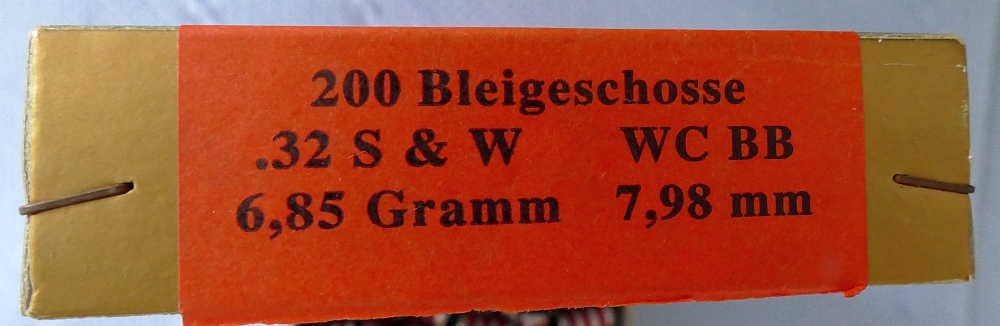 200 Bleigeschosse
.32 S & W WC BB
6,85 Gramm 7,98 mm